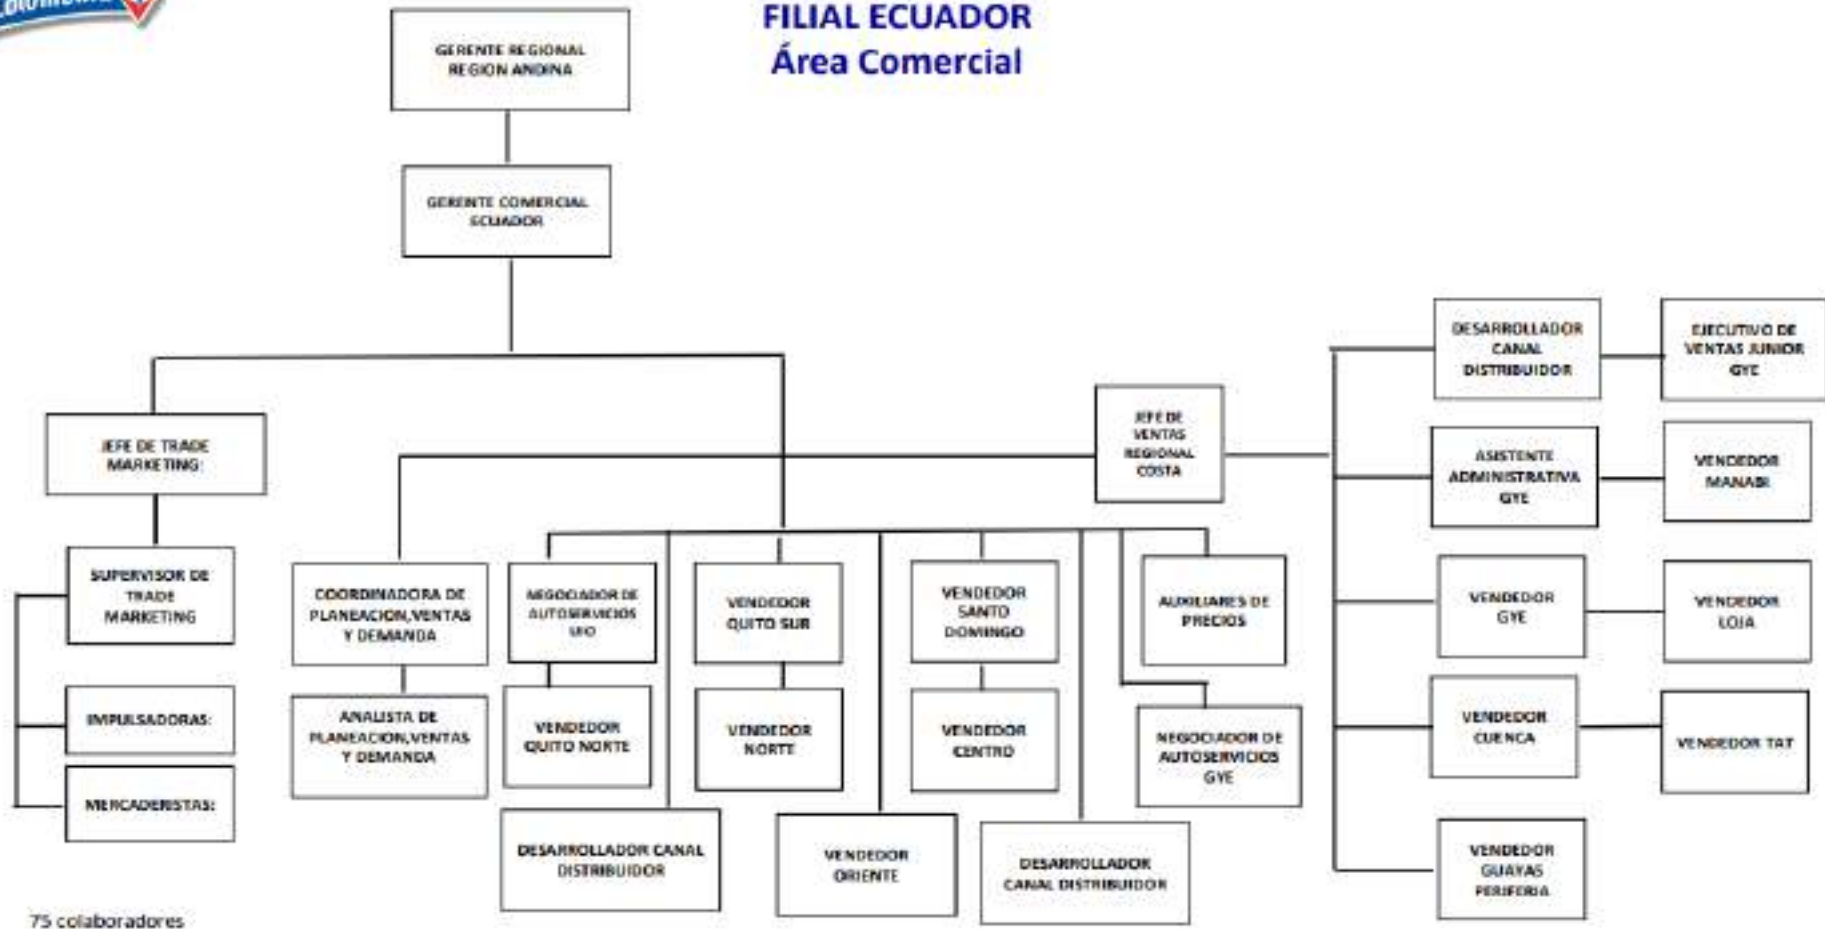 FILIAL ECUADOR
Área Comercial
GERENTE REGIONAL
REGION ANDINA
GERENTE COMERCIAL
ECUADOR
JEFE DE TRADE
MARKETING:
SUPERVISOR DE
TRADE
MARKETING
IMPULSADORAS:
MERCADERISTAS:
JEFE DE
VENTAS
REGIONAL
COSTA
COORDINADORA DE
PLANEACION,VENTAS
Y DEMANDA
ANALISTA DE
PLANEACION,VENTAS
Y DEMANDA
NEGOCIADOR DE
AUTOSERVICIOS
UIO
VENDEDOR
QUITO NORTE
VENDEDOR
QUITO SUR
VENDEDOR
NORTE
VENDEDOR
SANTO
DOMINGO
VENDEDOR
CENTRO
AUXILIARES DE
PRECIOS
NEGOCIADOR DE
AUTOSERVICIOS
GYE
DESARROLLADOR CANAL
DISTRIBUIDOR
VENDEDOR
ORIENTE
DESARROLLADOR
CANAL DISTRIBUIDOR
DESARROLLADOR
CANAL
DISTRIBUIDOR
EJECUTIVO DE
VENTAS JUNIOR
GYE
ASISTENTE
ADMINISTRATIVA
GYE
VENDEDOR
MANABI
VENDEDOR
GYE
VENDEDOR
LOJA
VENDEDOR
CUENCA
VENDEDOR TAT
VENDEDOR
GUAYAS
PERIFERIA
75 colaboradores